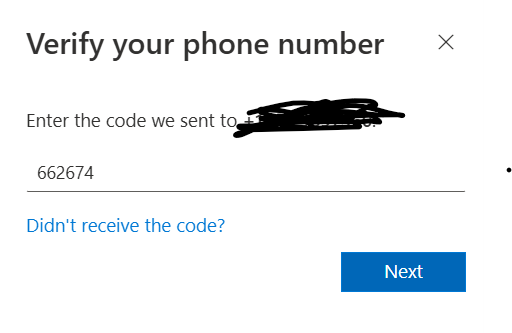 Verify your phone number
Enter the code we sent to
662674
Didn't receive the code?
Next